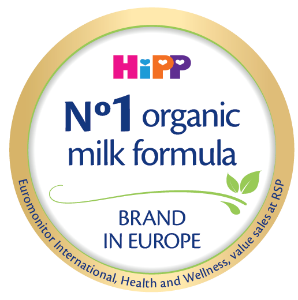 HiPP
Nº1 organic
milk formula
BRAND
IN EUROPE
Euromonitor International, Health and Wellness, value sales at RSP